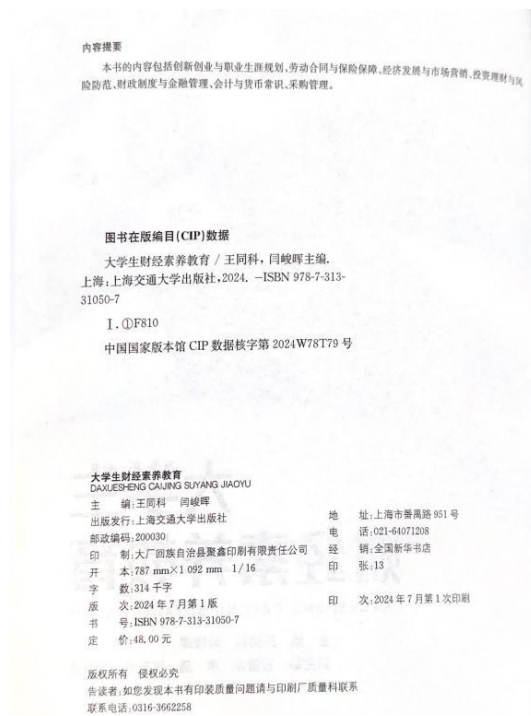 内容提要
本书的内容包括创新创业与职业生涯规划、劳动合同与保险保障、经济发展与市场营销、投资理财与风
险防范、财政制度与金融管理、会计与货币常识、采购管理。
图书在版编目(CIP)数据
大学生财经素养教育 / 王同科,闫峻晖主编.
上海:上海交通大学出版社,2024. -ISBN 978-7-313-
31050-7
Ⅰ.①F810
中国国家版本馆 CIP 数据核字第 2024W78T79 号
大学生财经素养教育
DAXUESHENG CAIJING SUYANG JIAOYU
主 编:王同科 闫峻晖
出版发行:上海交通大学出版社 地 址:上海市番禺路 951 号
邮政编码:200030 电 话:021-64071208
印 制:大厂回族自治县聚鑫印刷有限责任公司 经 销:全国新华书店
开 本:787 mm×1 092 mm 1/16 印 张:13
字 数:314 千字
版 次:2024 年 7 月第 1 版 印 次:2024 年 7 月第 1 次印刷
书 号:ISBN 978-7-313-31050-7
定 价:48.00 元
版权所有 侵权必究
告读者:如您发现本书有印装质量问题请与印刷厂质量科联系
联系电话:0316-3662258